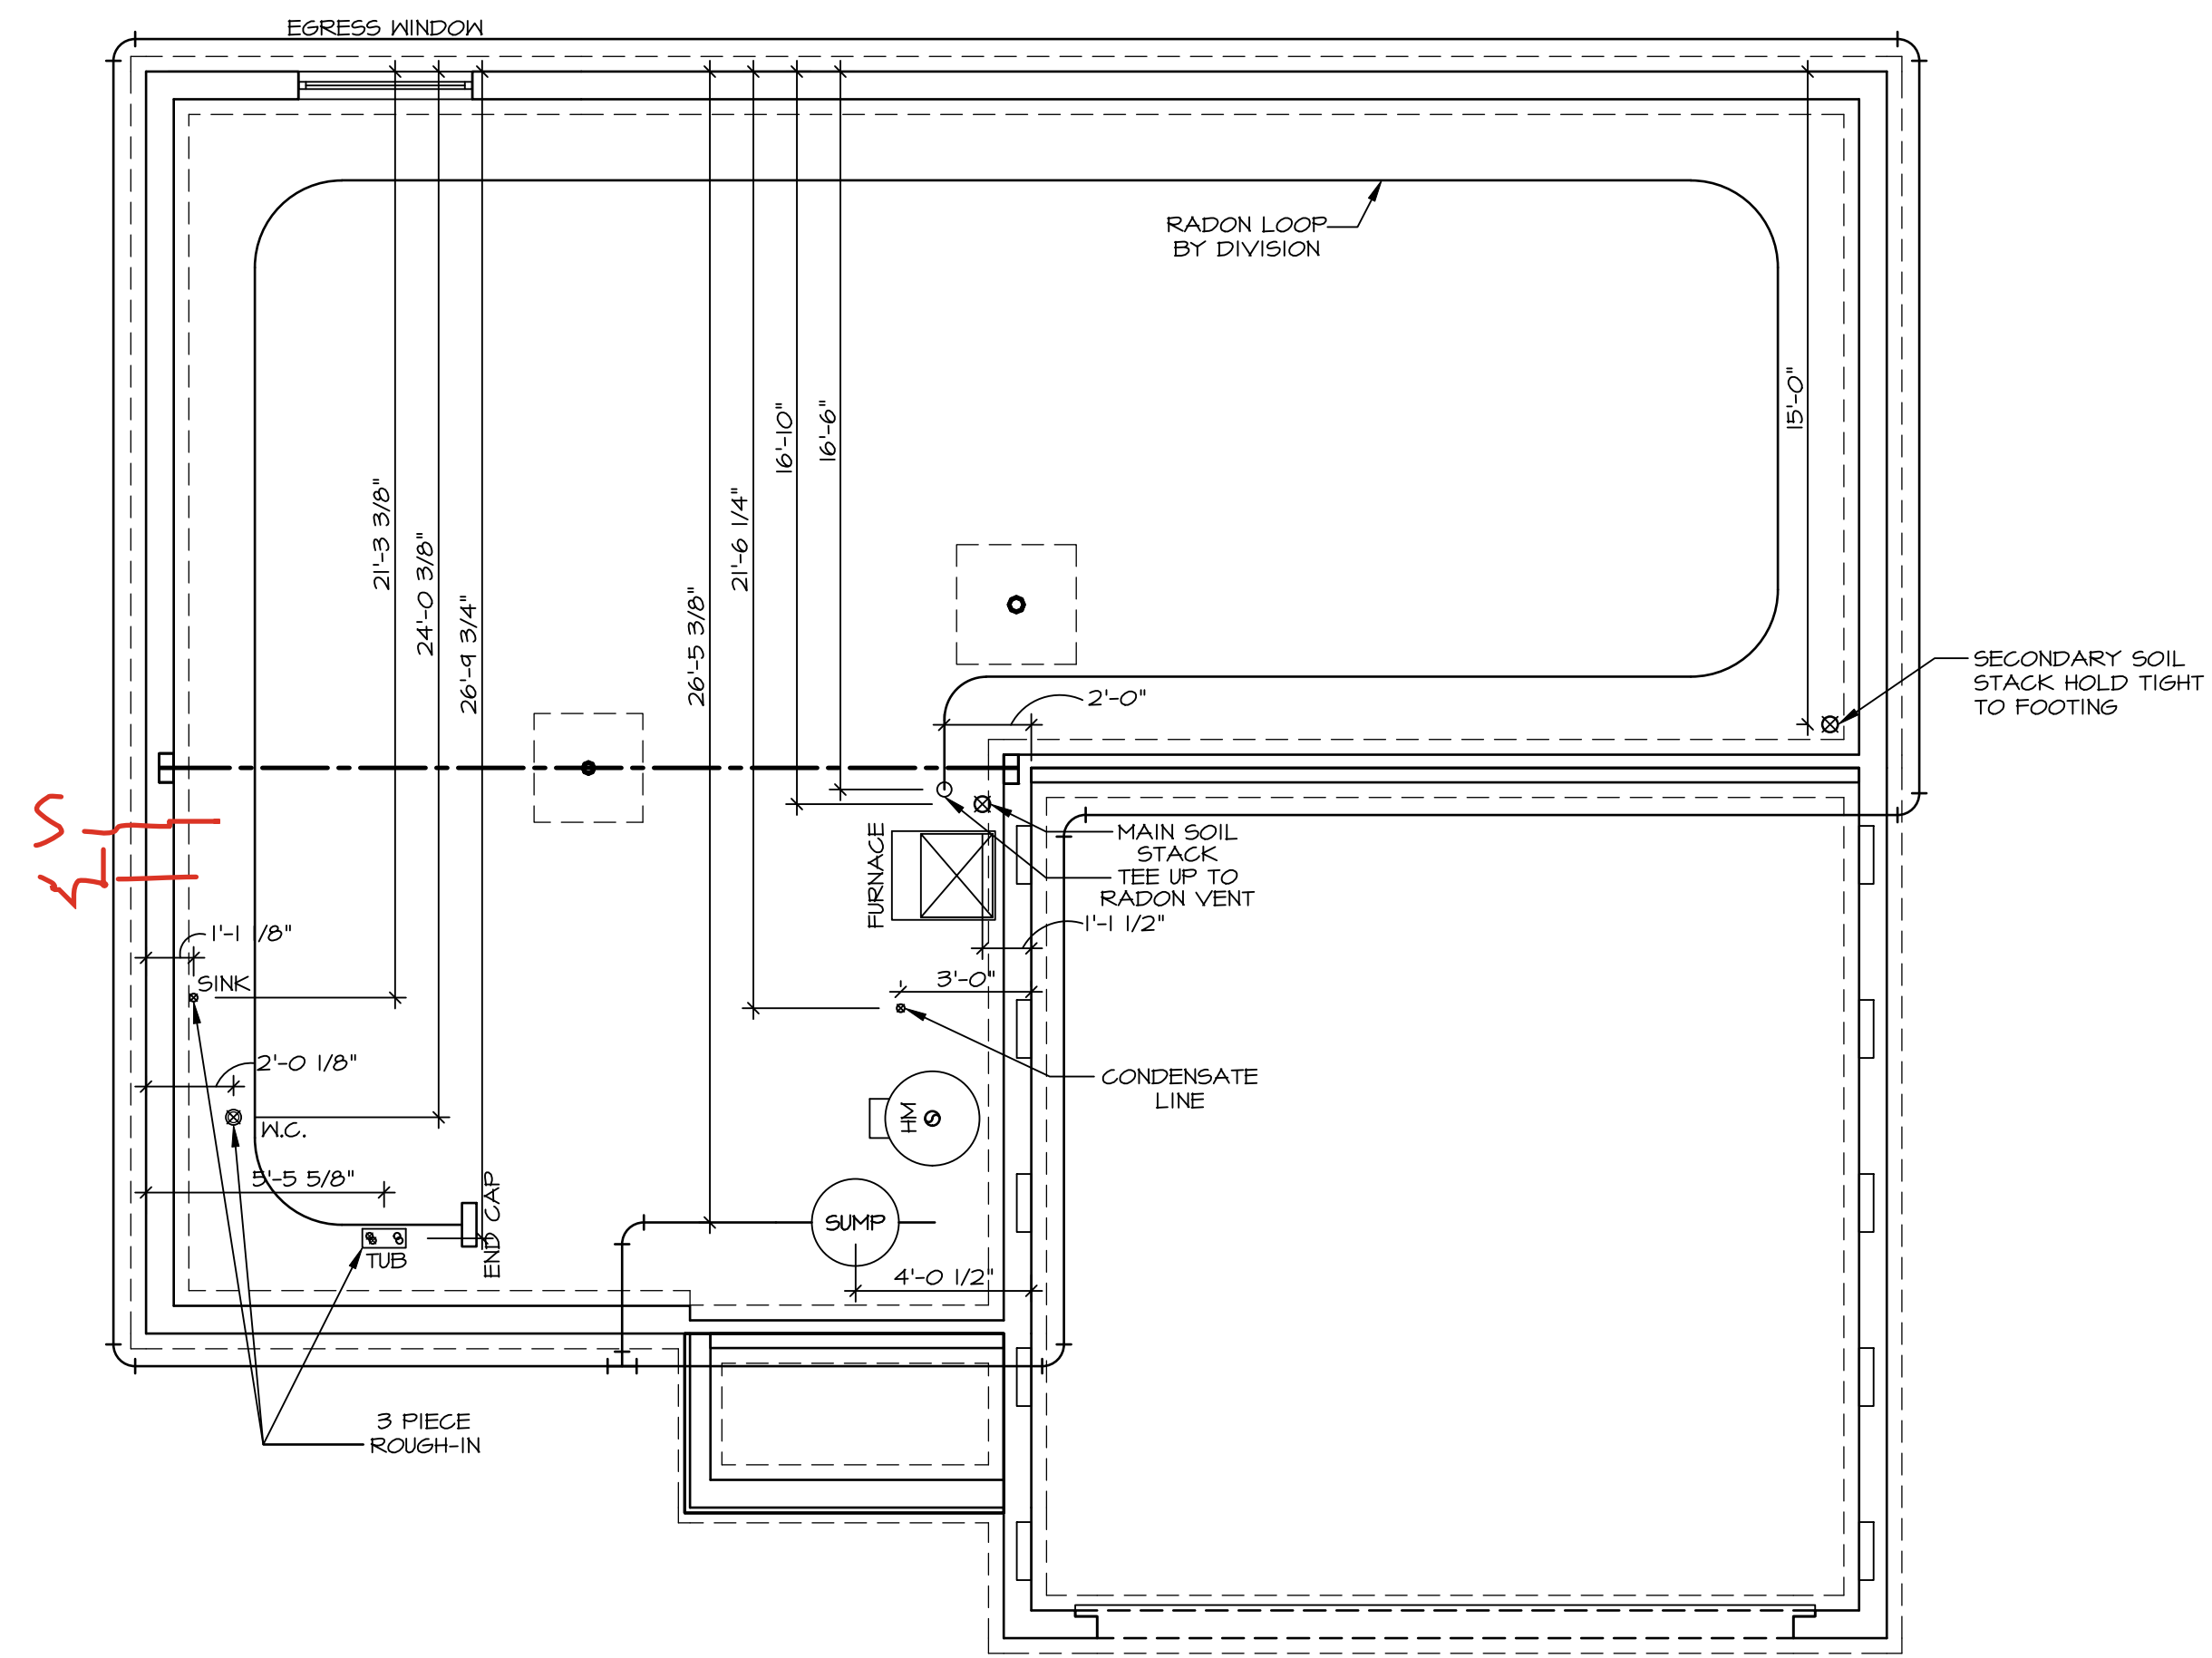 EGRESS WINDOW
RADON LOOP
BY DIVISION
15'-0"
16'-6"
16'-10"
21'-3 3/8"
21'-6 1/4"
24'-0 3/8"
26'-5 3/8"
26'-9 3/4"
SECONDARY SOIL
STACK HOLD TIGHT
TO FOOTING
2'-0"
S
MAIN SOIL
STACK
TEE UP TO
RADON VENT
FURNACE
1'-1 1/2"
1'-1 /8"
3'-0"
SINK
2'-0 1/8"
CONDENSATE
LINE
HM
S
W.C.
5'-5 5/8"
END CAP
SUMP
TUB
4'-0 1/2"
3 PIECE
ROUGH-IN